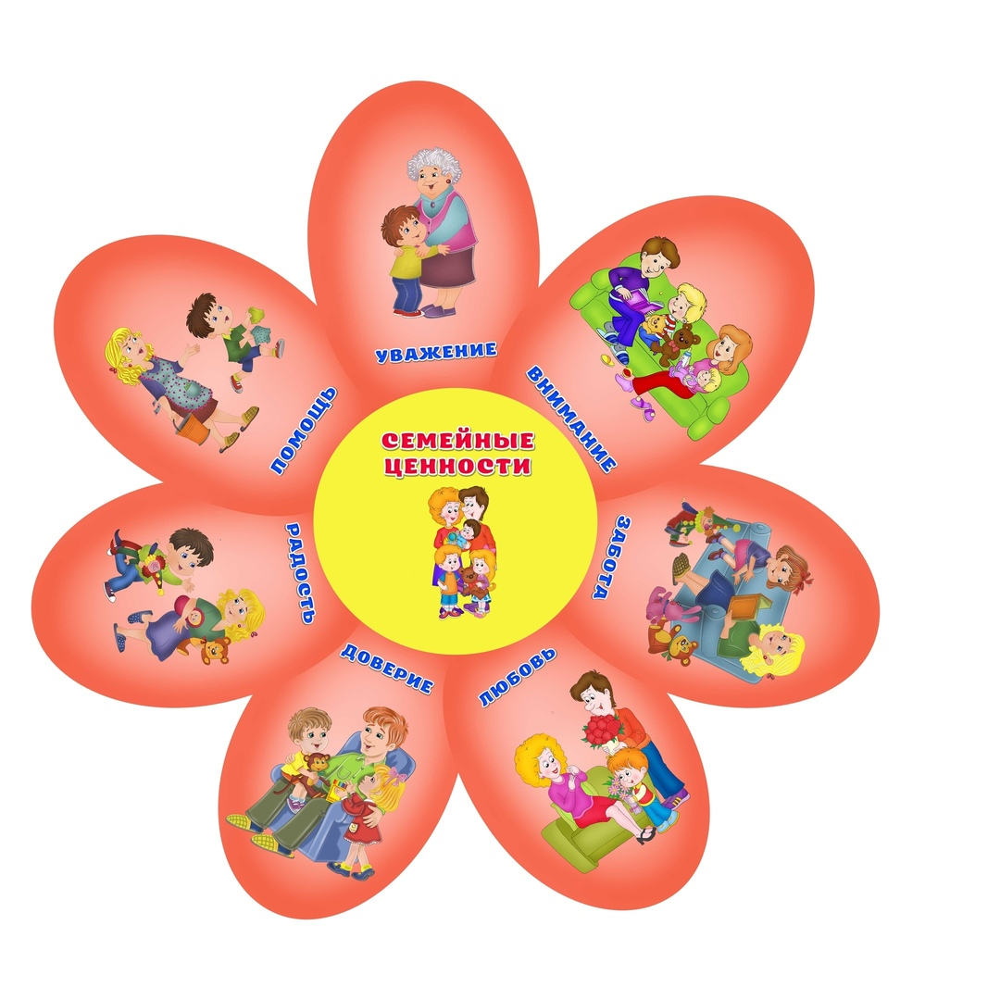 СЕМЕЙНЫЕ
ЦЕННОСТИ
УВАЖЕНИЕ
ВНИМАНИЕ
ЗАБОТА
ЛЮБОВЬ
ДОВЕРИЕ
РАДОСТЬ
ПОМОЩЬ